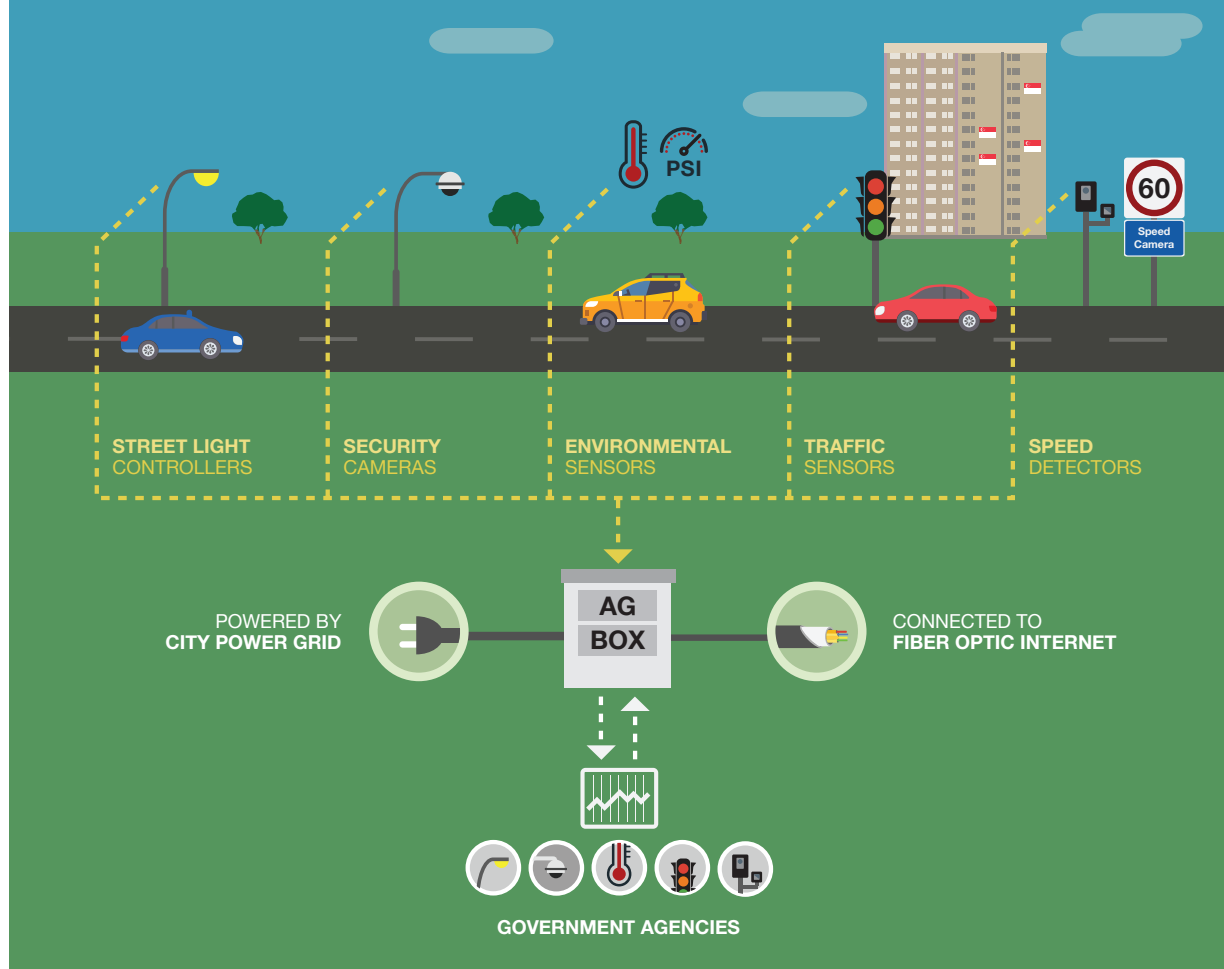 PSI
60
Speed
Camera
STREET LIGHT
CONTROLLERS
SECURITY
CAMERAS
ENVIRONMENTAL
SENSORS
TRAFFIC
SENSORS
SPEED
DETECTORS
POWERED BY
CITY POWER GRID
AG
BOX
CONNECTED TO
FIBER OPTIC INTERNET
GOVERNMENT AGENCIES